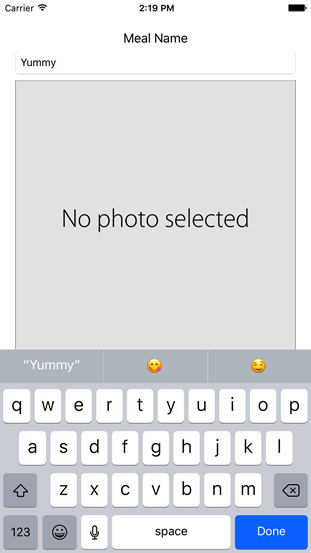 Carrier 2:19 PM
Meal Name
Yummy
No photo selected
“Yummy” 😋 🤤
q w e r t y u i o p
a s d f g h j k l
z x c v b n m
123 space Done